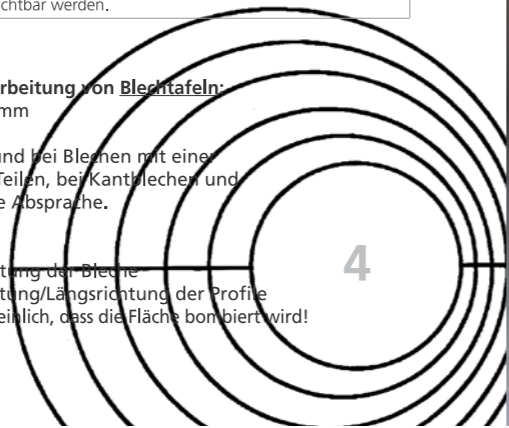 chtbar werden.
rbeitung von Blechtafeln:
mm
und bei Blechen mit einer
Teilen, bei Kantblechen und
e Absprache.
4
tung der Bleche
tung/Längsrichtung der Profile
einlich, dass die Fläche bombiert wird!